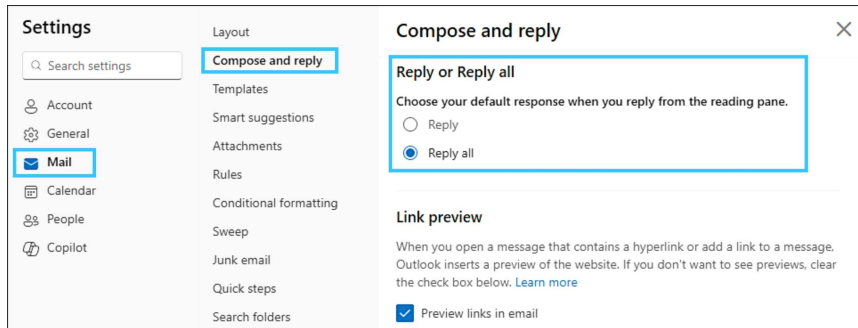 Settings
Search settings
Account
General
Mail
Calendar
People
Copilot
Layout
Compose and reply
Templates
Smart suggestions
Attachments
Rules
Conditional formatting
Sweep
Junk email
Quick steps
Search folders
Compose and reply
Reply or Reply all
Choose your default response when you reply from the reading pane.
Reply
Reply all
Link preview
When you open a message that contains a hyperlink or add a link to a message,
Outlook inserts a preview of the website. If you don't want to see previews, clear
the check box below. Learn more
Preview links in email